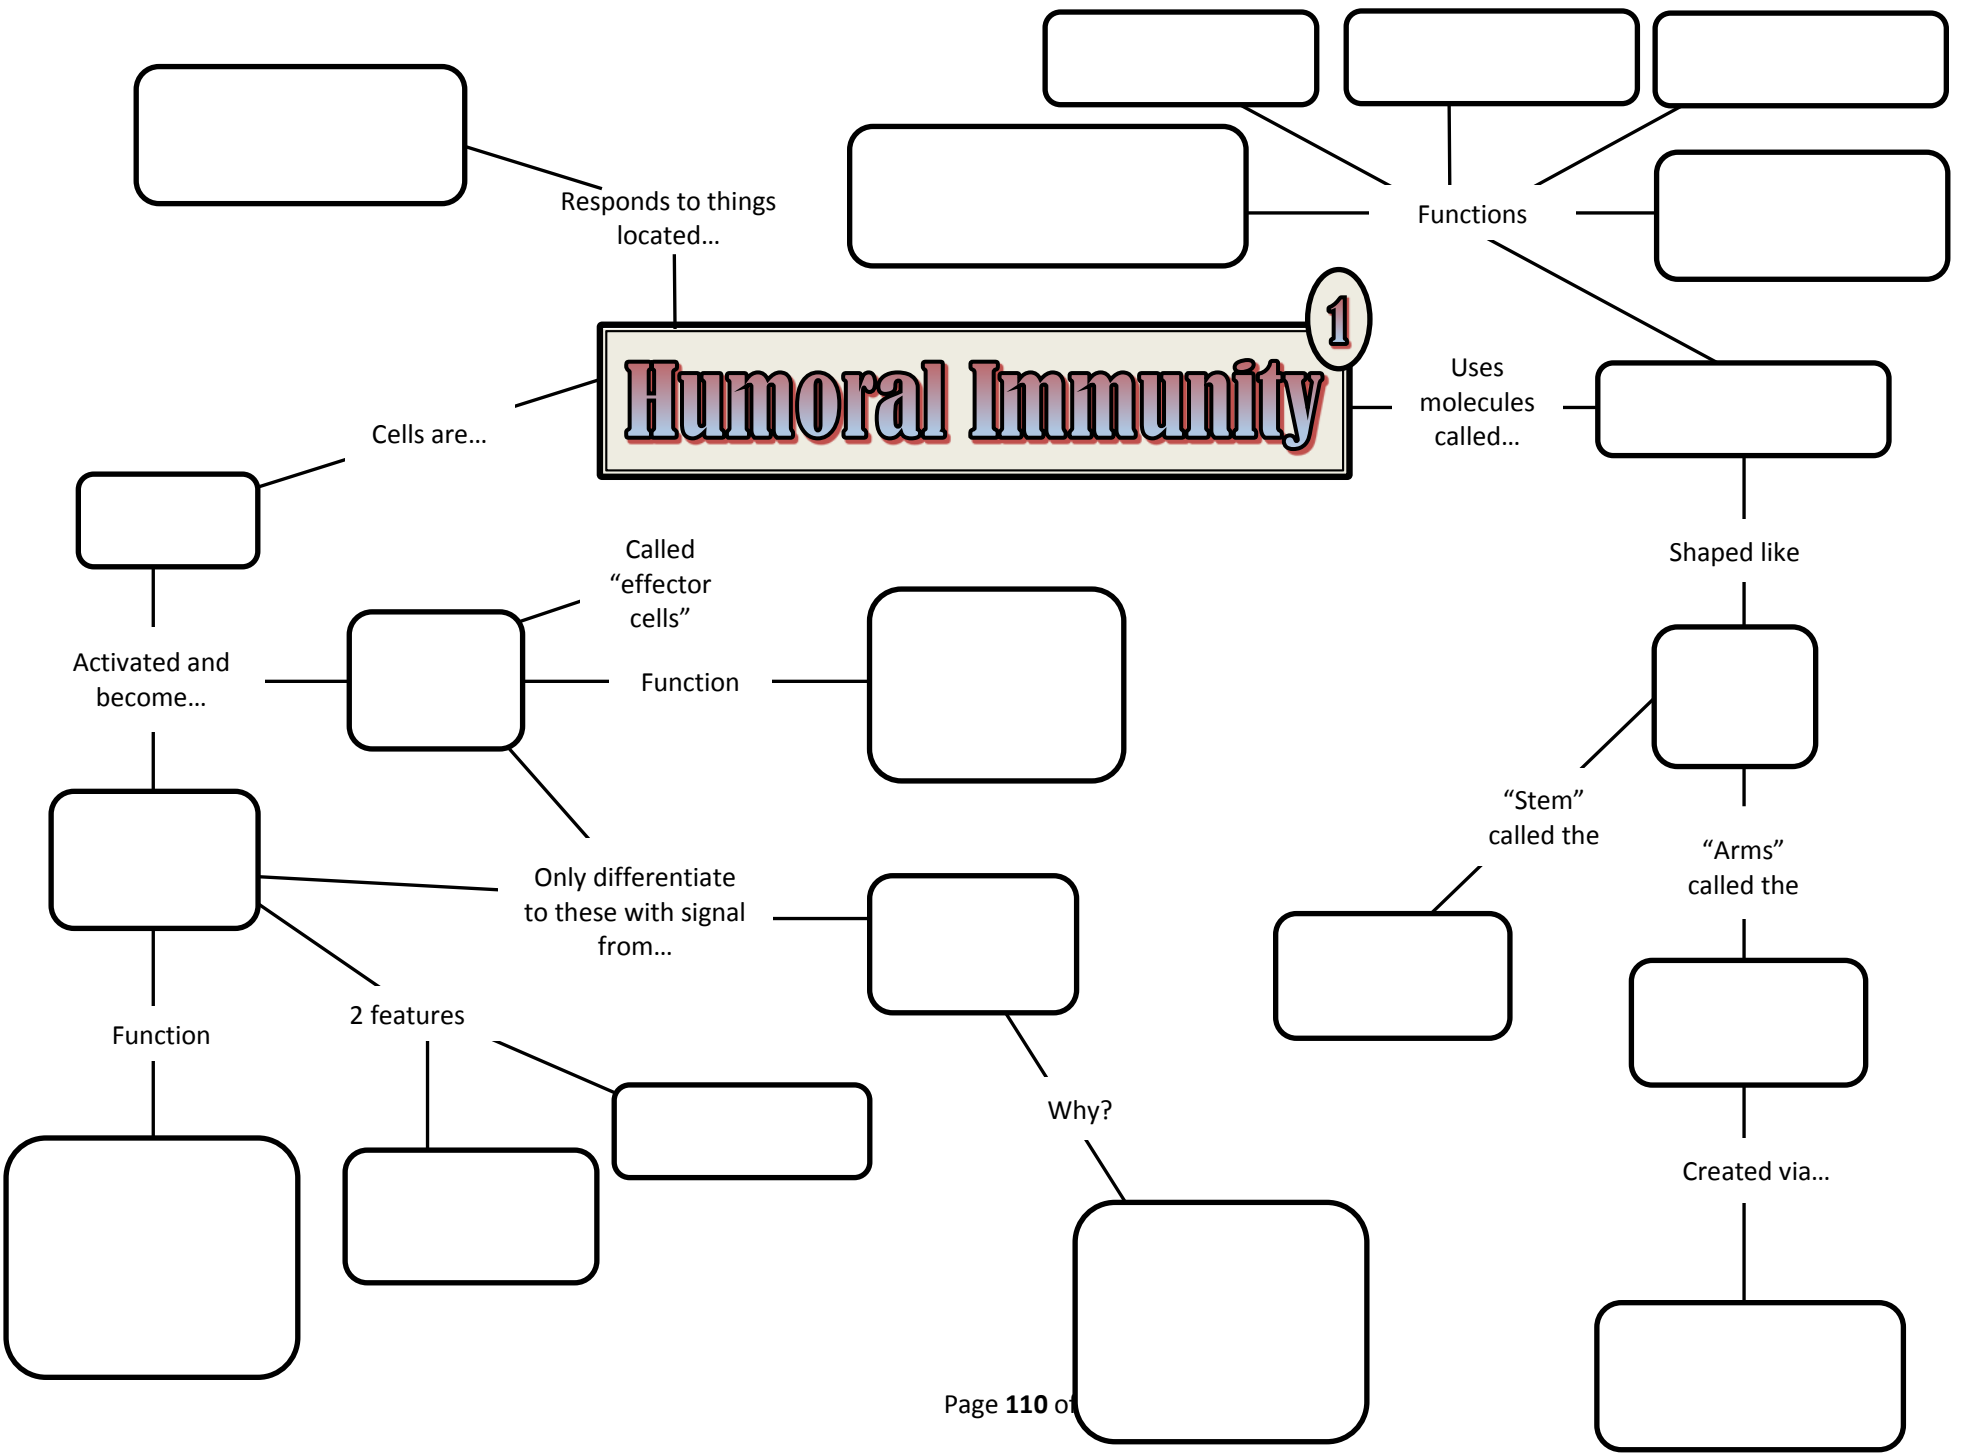 Responds to things
located…
Functions
1
Humoral Immunity
Uses
molecules
called…
Cells are…
Called
“effector
cells”
Shaped like
Activated and
become…
Function
“Stem”
called the
“Arms”
called the
Only differentiate
to these with signal
from…
2 features
Function
Why?
Created via…
Page 110 of